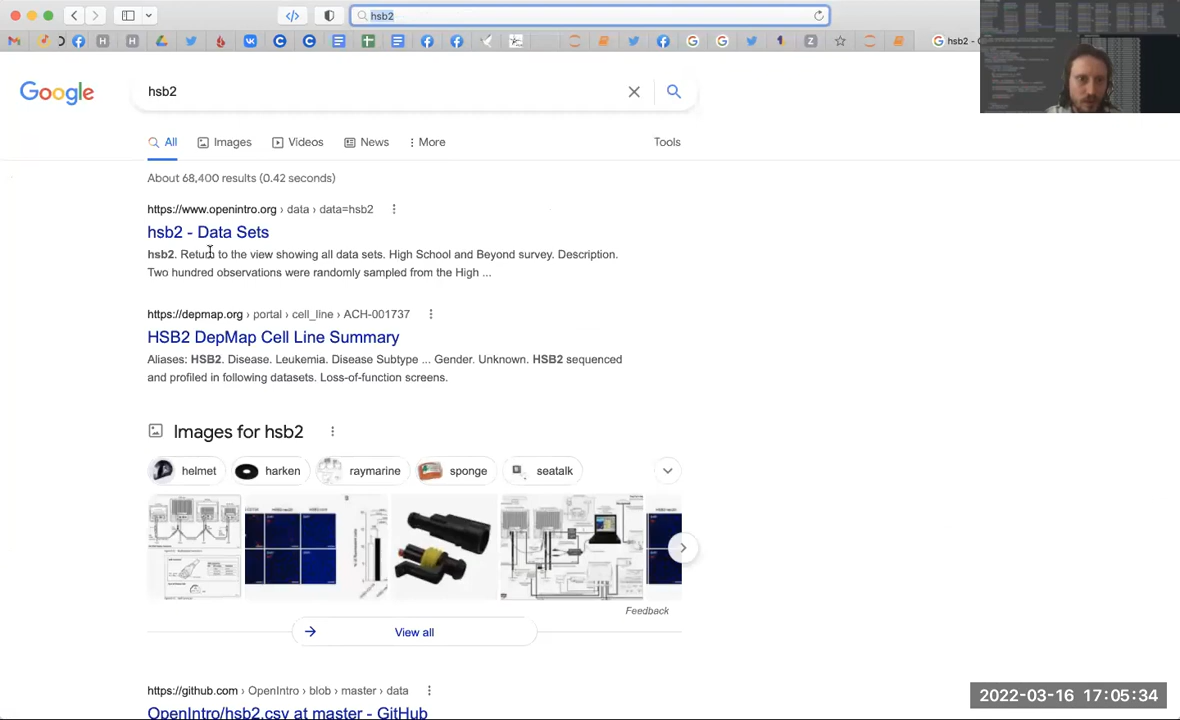 hsb2
hsb2 - G
Google
hsb2
All
Images
Videos
News
More
Tools
About 68,400 results (0.42 seconds)
https://www.openintro.org › data › data=hsb2
hsb2 - Data Sets
hsb2. Return to the view showing all data sets. High School and Beyond survey. Description.
Two hundred observations were randomly sampled from the High ...
https://depmap.org › portal › cell_line › ACH-001737
HSB2 DepMap Cell Line Summary
Aliases: HSB2. Disease. Leukemia. Disease Subtype ... Gender. Unknown. HSB2 sequenced
and profiled in following datasets. Loss-of-function screens.
Images for hsb2
helmet
harken
raymarine
sponge
seatalk
Feedback
View all
https://github.com › OpenIntro › blob › master › data
OpenIntro/hsb2.csv at master - GitHub
2022-03-16 17:05:34